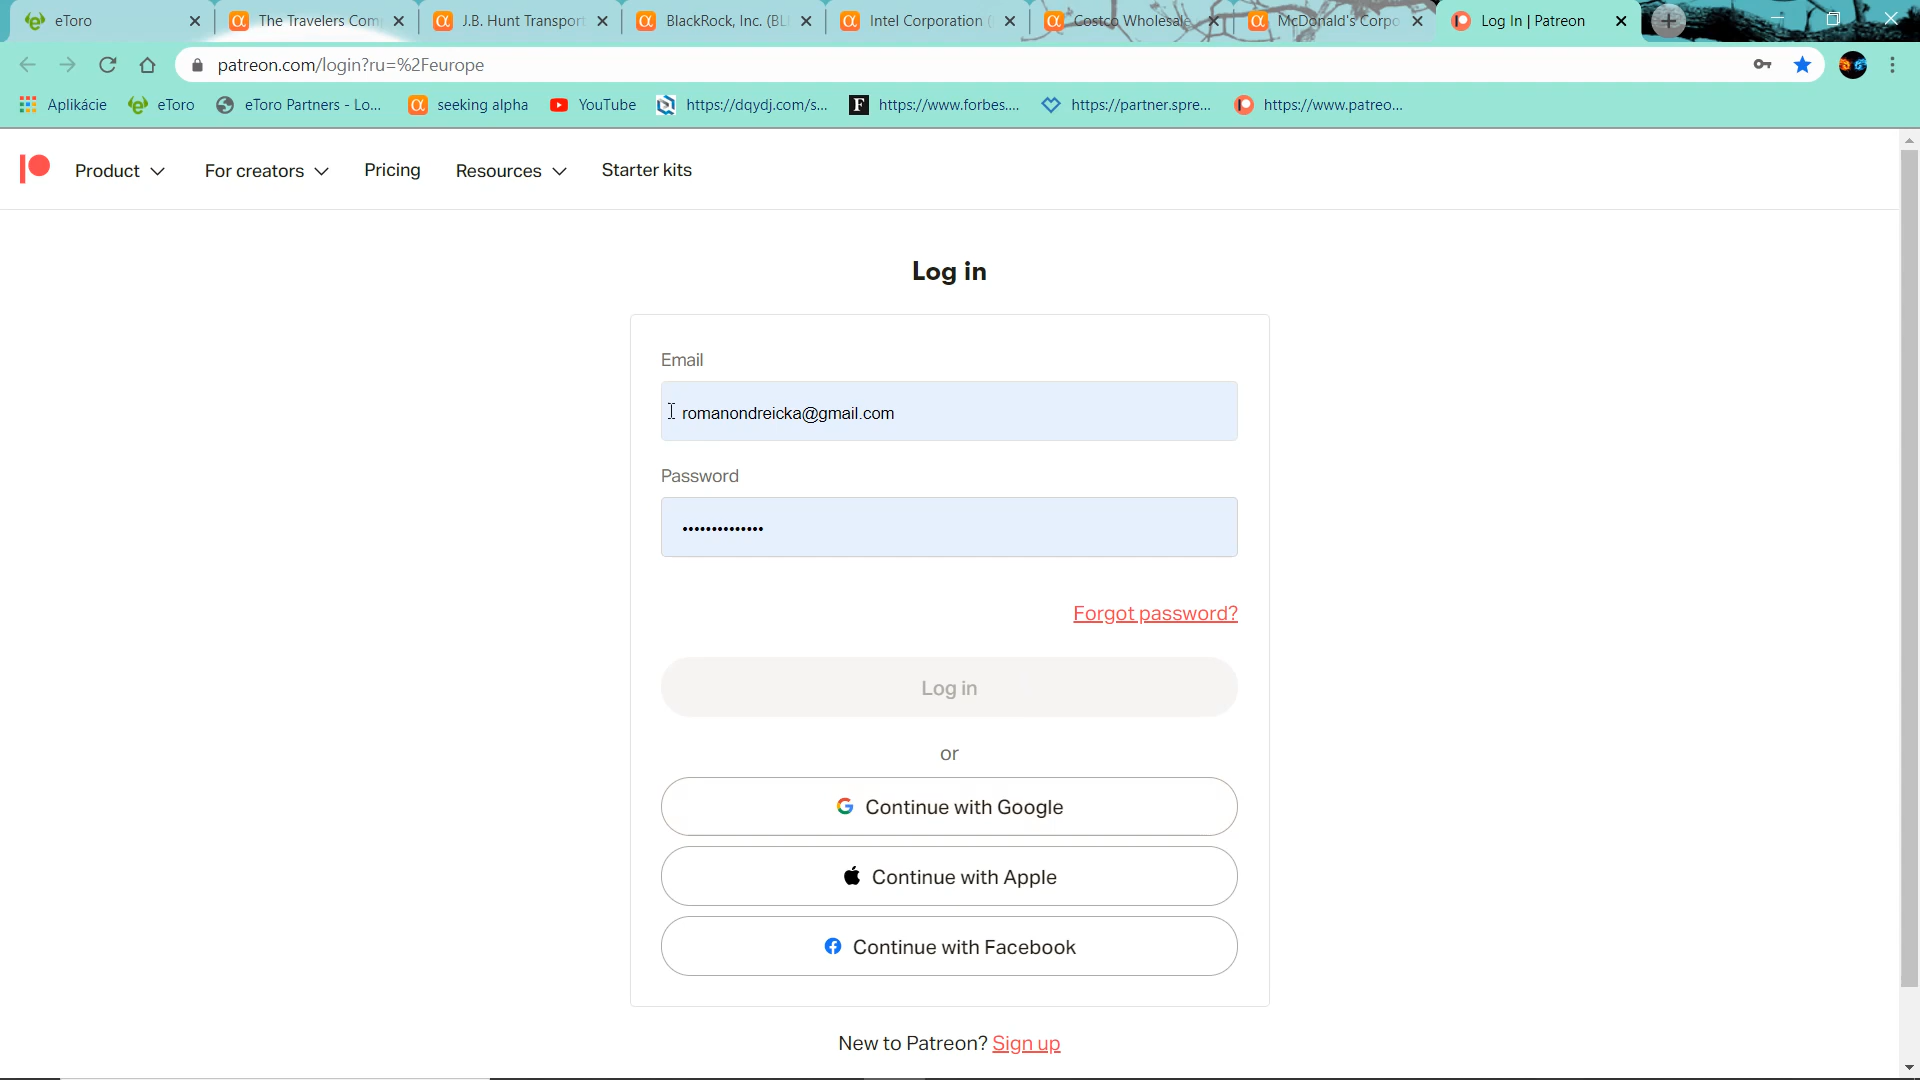 eToro
The Travelers Com
J.B. Hunt Transport
BlackRock, Inc. (BL
Intel Corporation (
Costco Wholesale
McDonald's Corpo
Log In | Patreon
patreon.com/login?ru=%2Feurope
Aplikácie
eToro
eToro Partners - Lo...
seeking alpha
YouTube
https://dqydj.com/s...
https://www.forbes....
https://partner.spre...
https://www.patreo...
Product
For creators
Pricing
Resources
Starter kits
Log in
Email
romanondreicka@gmail.com
Password
••••••••••••••
Forgot password?
Log in
or
Continue with Google
Continue with Apple
Continue with Facebook
New to Patreon? Sign up